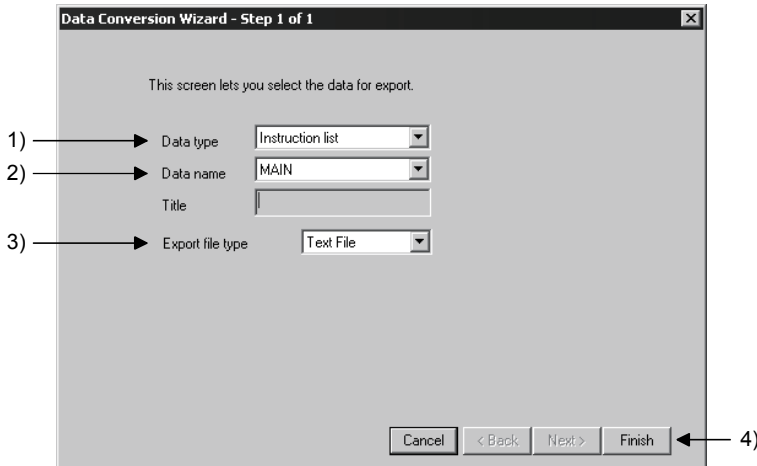 Data Conversion Wizard - Step 1 of 1
This screen lets you select the data for export.
1) Data type Instruction list
2) Data name MAIN
Title
3) Export file type Text File
Cancel < Back Next > Finish 4)